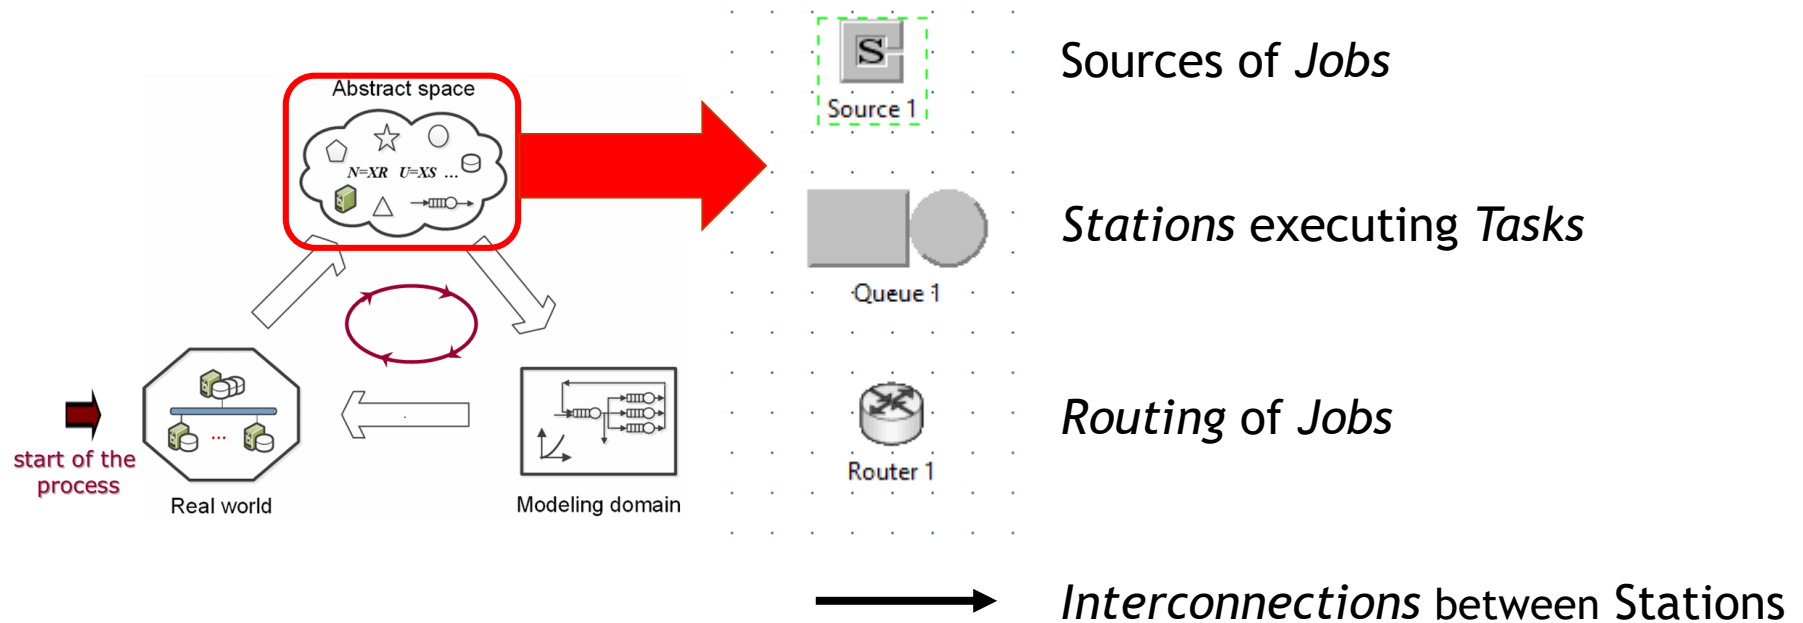 Abstract space
N=XR U=XS ...
...
start of the
process
Real world
Modeling domain
S
Source 1
Queue 1
Router 1
Sources of Jobs
Stations executing Tasks
Routing of Jobs
Interconnections between Stations